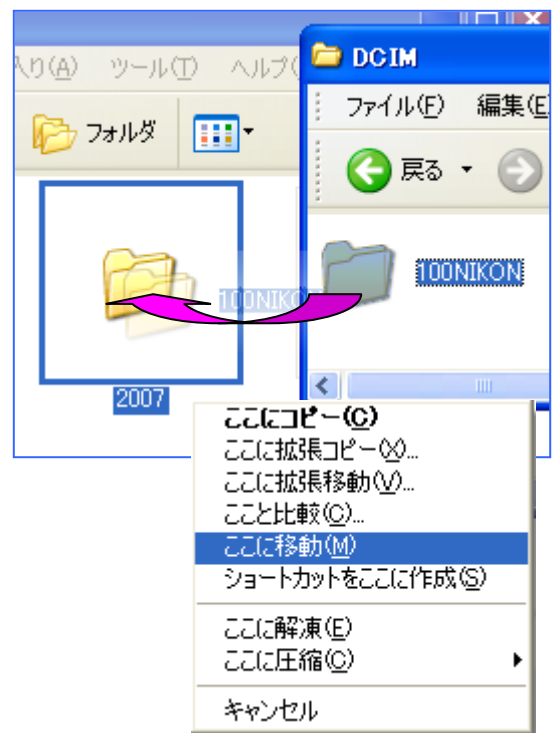 入り(A) ツール(T) ヘルプ(
DCIM
ファイル(F) 編集(E
フォルダ
戻る
100NIKON
100NIKON
2007
ここにコピー(C)
ここに拡張コピー(X)...
ここに拡張移動(V)...
ここと比較(C)...
ここに移動(M)
ショートカットをここに作成(S)
ここに解凍(E)
ここに圧縮(C)
キャンセル